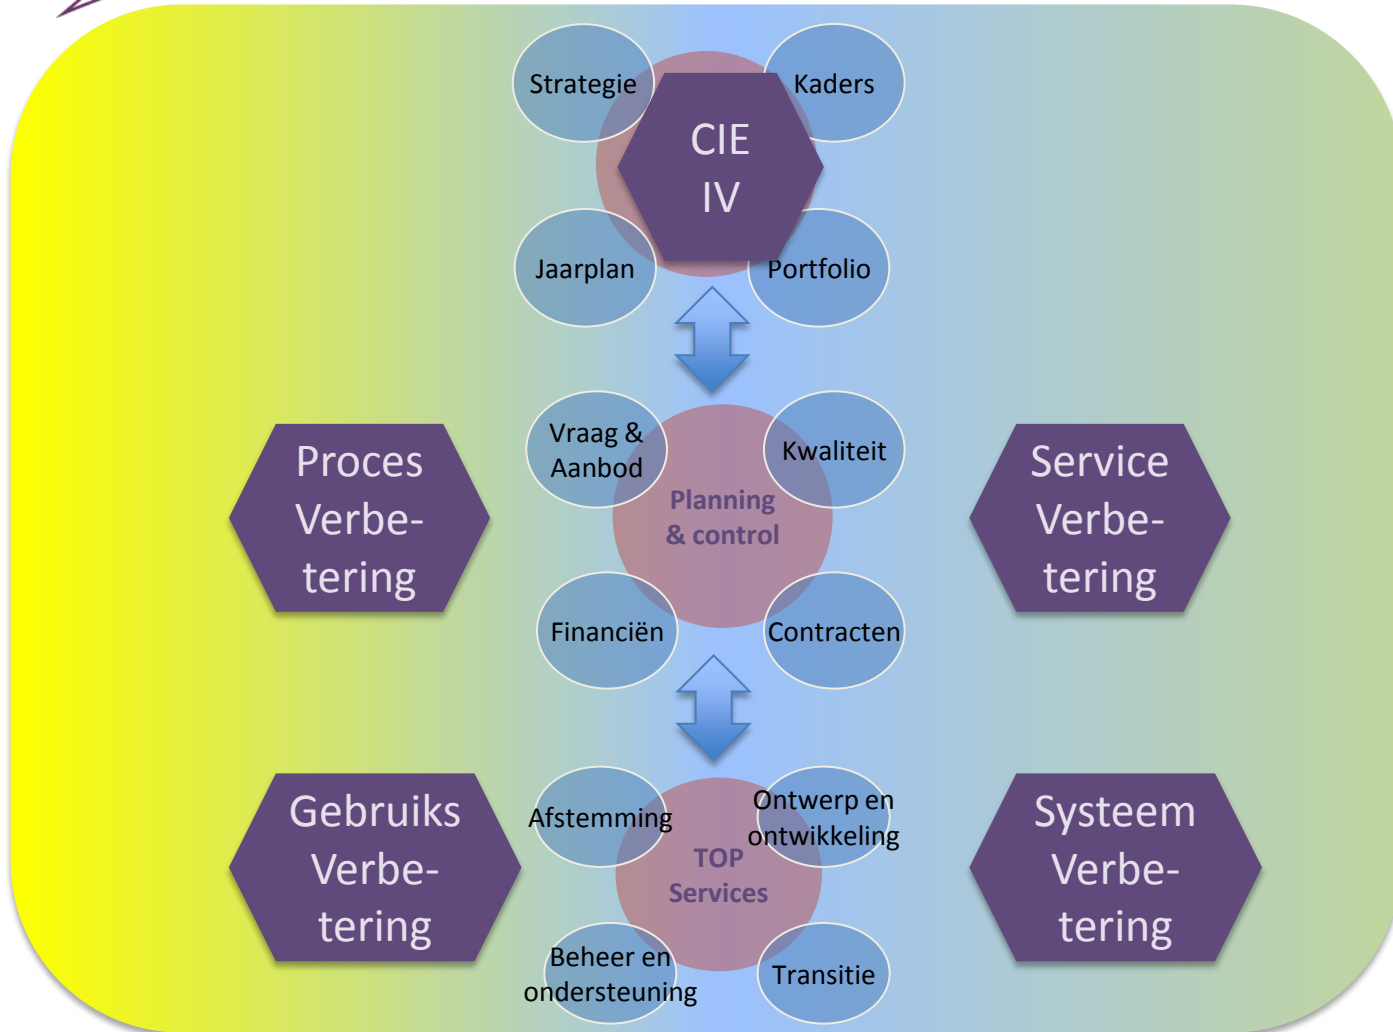 Strategie
Kaders
CIE
IV
Jaarplan
Portfolio
Vraag &
Aanbod
Kwaliteit
Planning
& control
Financiën
Contracten
Proces
Verbe-
tering
Service
Verbe-
tering
Afstemming
Ontwerp en
ontwikkeling
TOP
Services
Beheer en
ondersteuning
Transitie
Gebruiks
Verbe-
tering
Systeem
Verbe-
tering